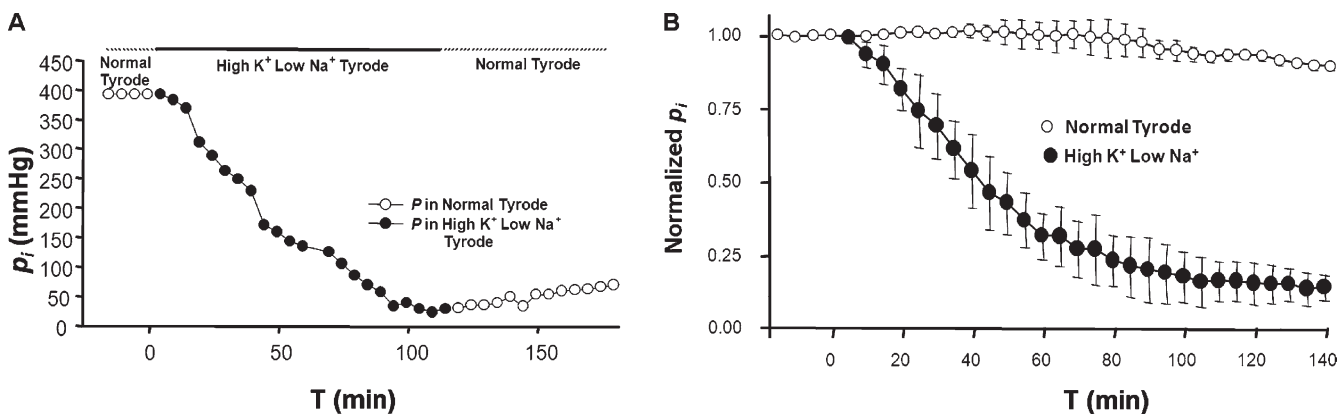 A
Normal
Tyrode
High K⁺ Low Na⁺ Tyrode
Normal Tyrode
450
400
350
300
250
200
150
100
50
0
pᵢ (mmHg)
P in Normal Tyrode
P in High K⁺ Low Na⁺
Tyrode
0
50
100
150
T (min)
B
1.00
0.75
0.50
0.25
0.00
Normalized pᵢ
Normal Tyrode
High K⁺ Low Na⁺
0
20
40
60
80
100
120
140
T (min)